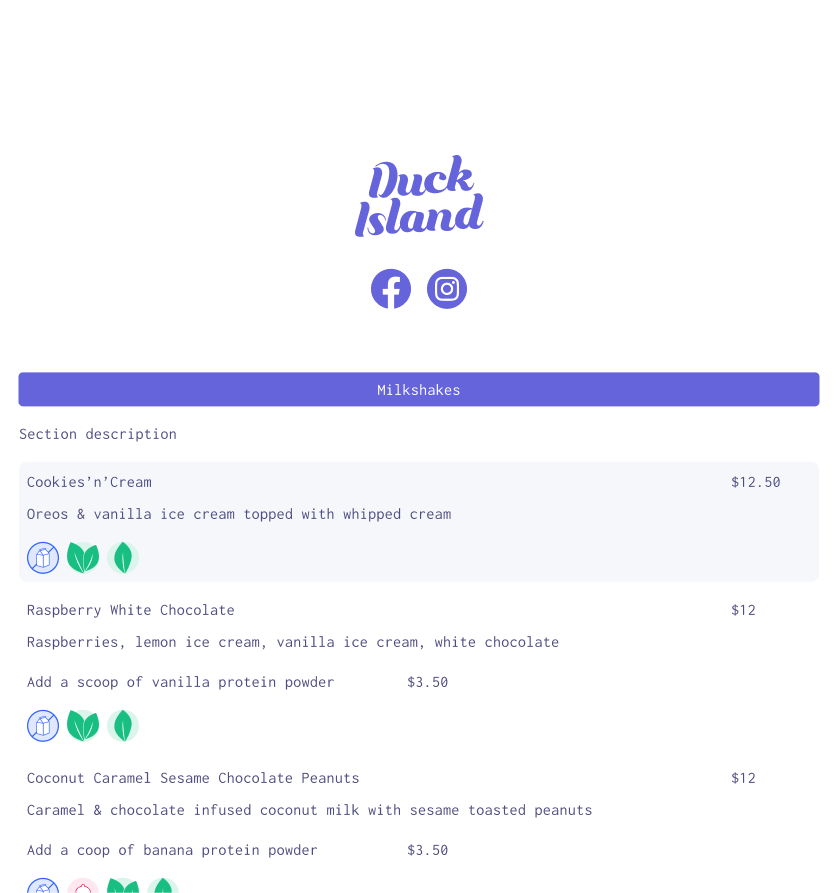 Duck
Island
Milkshakes
Section description
Cookies’n’Cream $12.50
Oreos & vanilla ice cream topped with whipped cream
Raspberry White Chocolate $12
Raspberries, lemon ice cream, vanilla ice cream, white chocolate
Add a scoop of vanilla protein powder $3.50
Coconut Caramel Sesame Chocolate Peanuts $12
Caramel & chocolate infused coconut milk with sesame toasted peanuts
Add a coop of banana protein powder $3.50